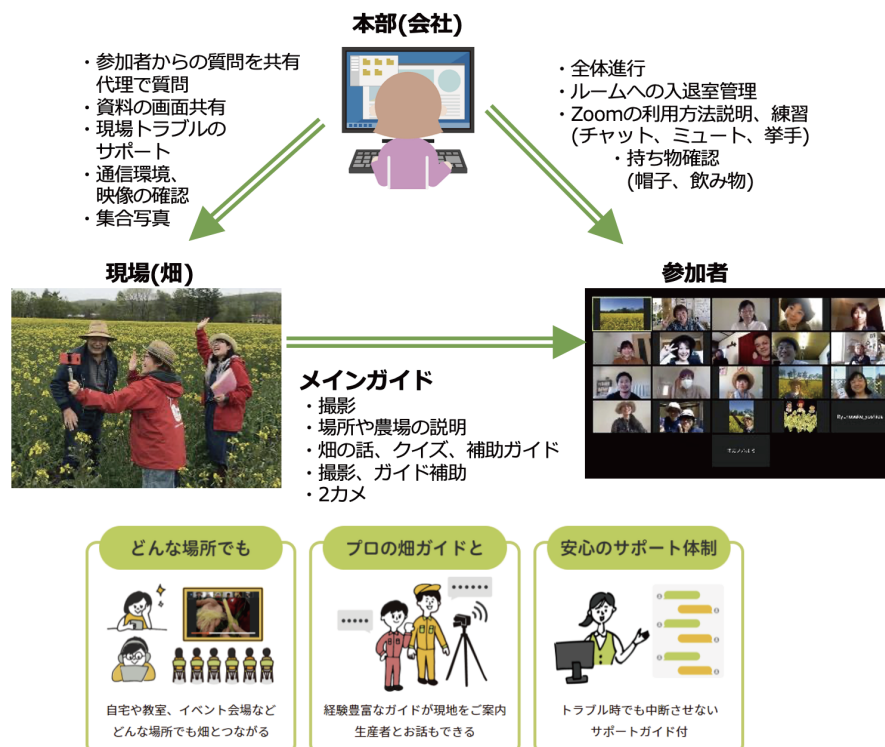 本部(会社)
・参加者からの質問を共有
代理で質問
・資料の画面共有
・現場トラブルの
サポート
・通信環境、
映像の確認
・集合写真
・全体進行
・ルームへの入退室管理
・Zoomの利用方法説明、練習
(チャット、ミュート、挙手)
・持ち物確認
(帽子、飲み物)
現場(畑)
参加者
メインガイド
・撮影
・場所や農場の説明
・畑の話、クイズ、補助ガイド
・撮影、ガイド補助
・2カメ
どんな場所でも
プロの畑ガイドと
安心のサポート体制
自宅や教室、イベント会場など
どんな場所でも畑とつながる
経験豊富なガイドが現地をご案内
生産者とお話もできる
トラブル時でも中断させない
サポートガイド付